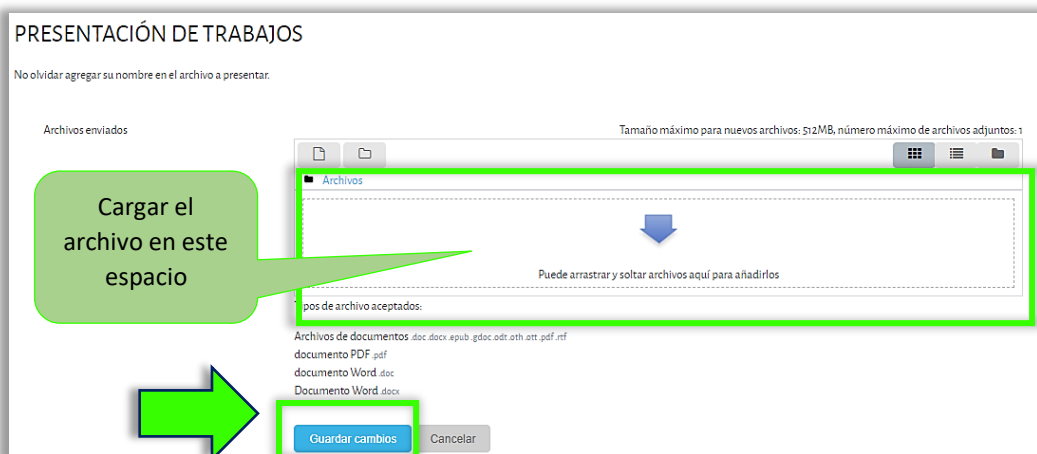 PRESENTACIÓN DE TRABAJOS
No olvidar agregar su nombre en el archivo a presentar.
Archivos enviados
Tamaño máximo para nuevos archivos: 512MB, número máximo de archivos adjuntos: 1
Archivos
Cargar el
archivo en este
espacio
Puede arrastrar y soltar archivos aquí para añadirlos
Tipos de archivo aceptados:
Archivos de documentos .doc .docx .epub .gdoc .odt .oth .ott .pdf .rtf
documento PDF .pdf
documento Word .doc
Documento Word .docx
Guardar cambios
Cancelar